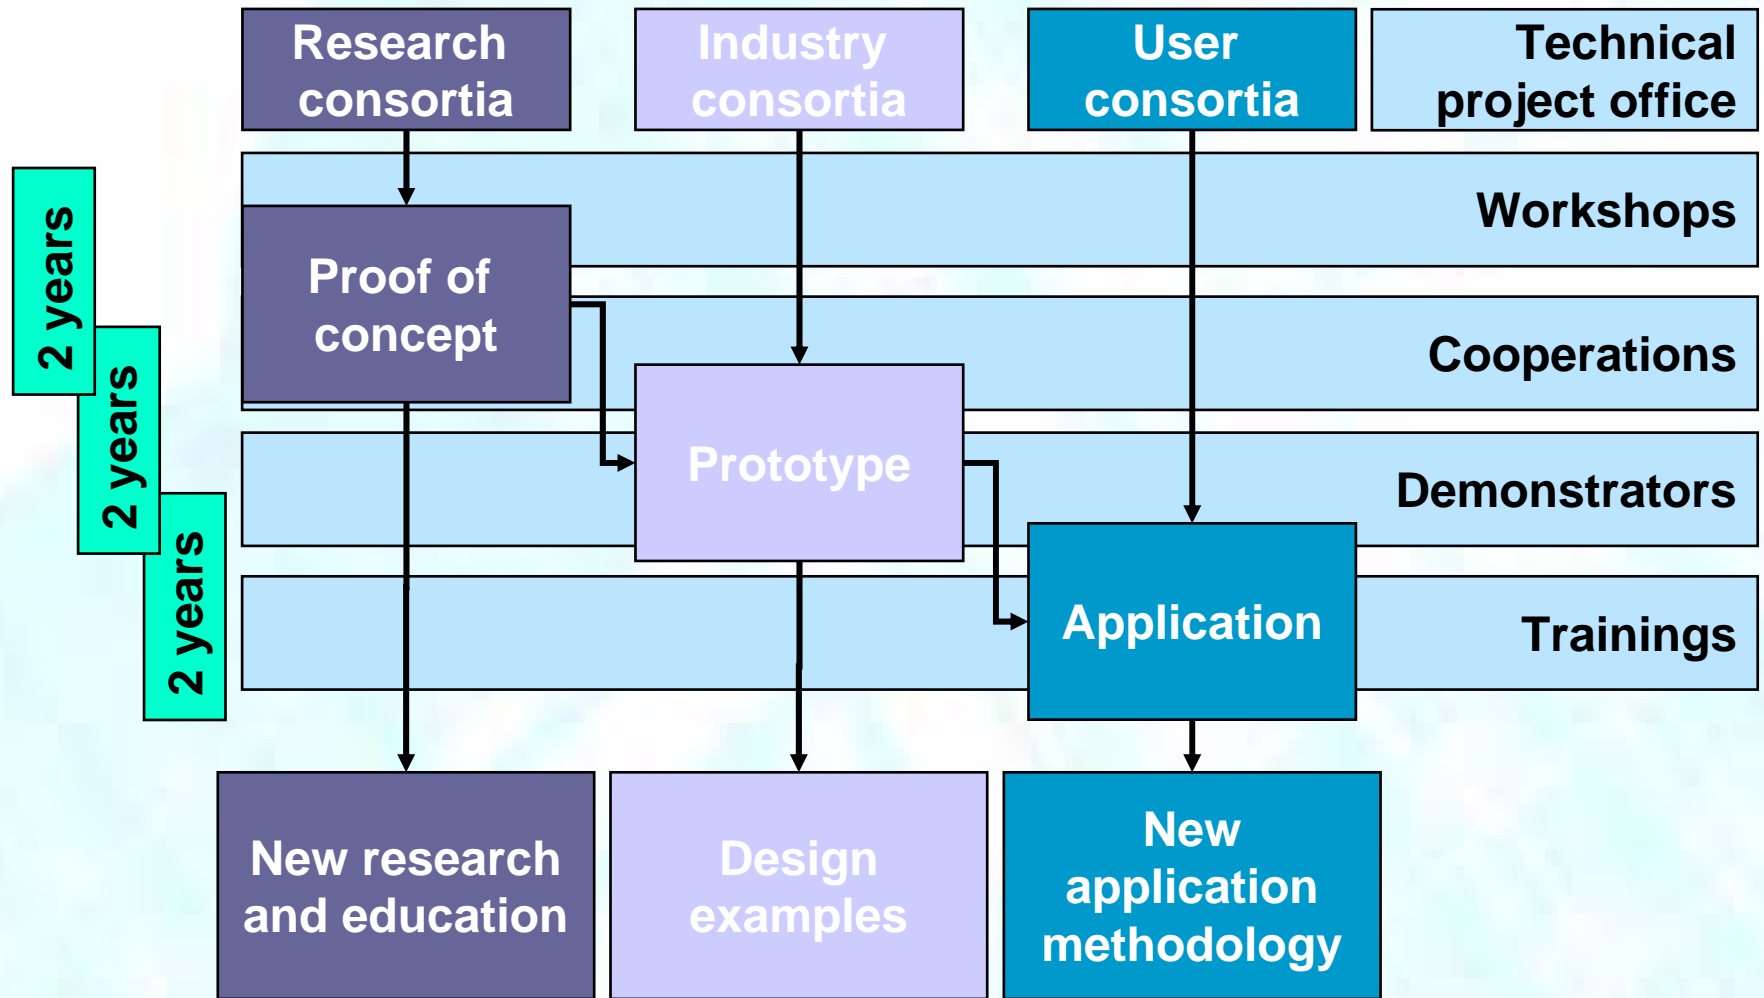 Research
consortia
Industry
consortia
User
consortia
Technical
project office
Workshops
2 years
Proof of
concept
Cooperations
2 years
Prototype
Demonstrators
2 years
Application
Trainings
New research
and education
Design
examples
New
application
methodology